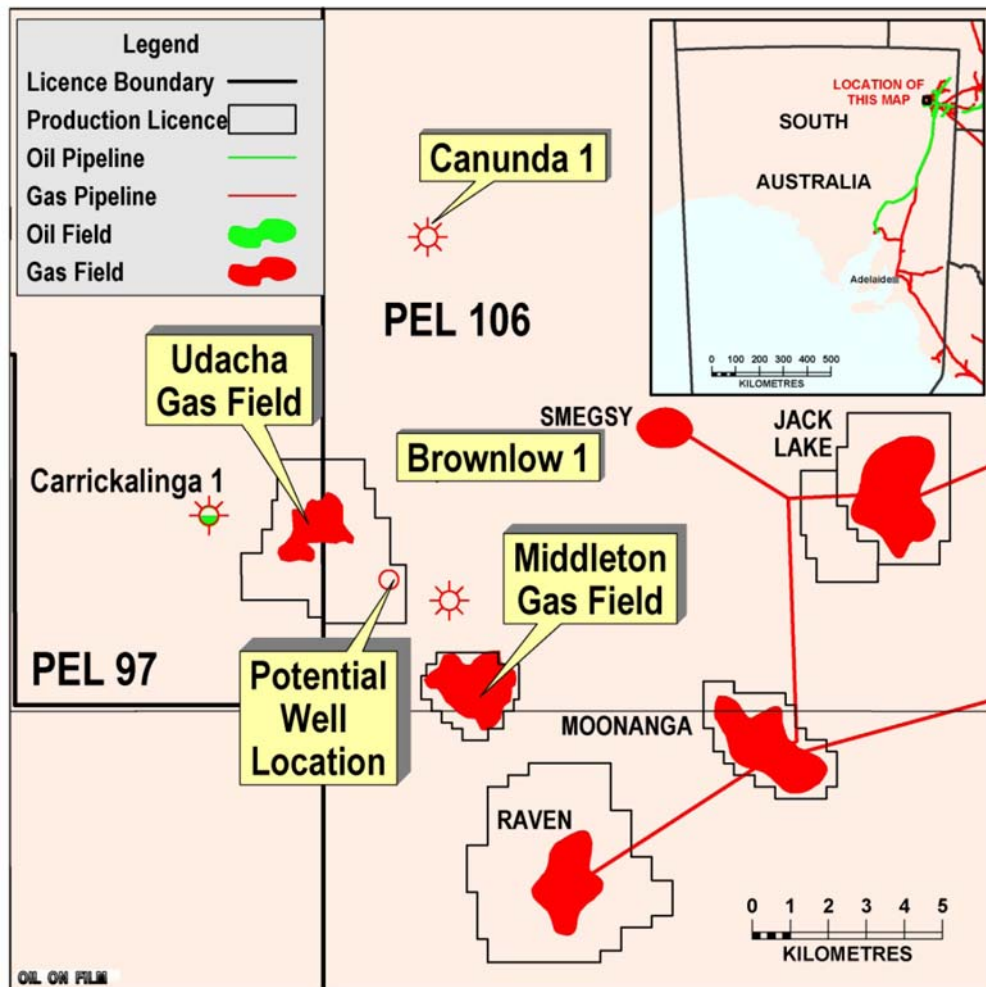 Legend
Licence Boundary
Production Licence
Oil Pipeline
Gas Pipeline
Oil Field
Gas Field
LOCATION OF
THIS MAP
SOUTH
AUSTRALIA
Adelaide
0 100 200 300 400 500
KILOMETRES
Canunda 1
PEL 106
Udacha
Gas Field
SMEGSY
JACK
LAKE
Brownlow 1
Carrickalinga 1
Middleton
Gas Field
PEL 97
Potential
Well
Location
MOONANGA
RAVEN
0 1 2 3 4 5
KILOMETRES
OIL ON FILM